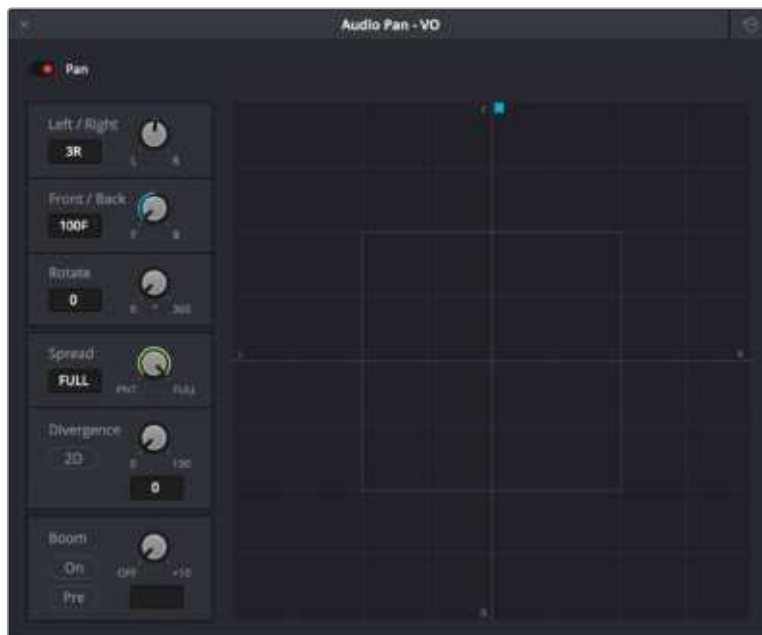 Audio Pan - VO
Pan
Left / Right
3R
L R
Front / Back
100F
F B
Rotate
0
0 360
Spread
FULL
PNT FULL
Divergence
2D
0 100
0
Boom
On
OFF +10
Pre
F
L R
B